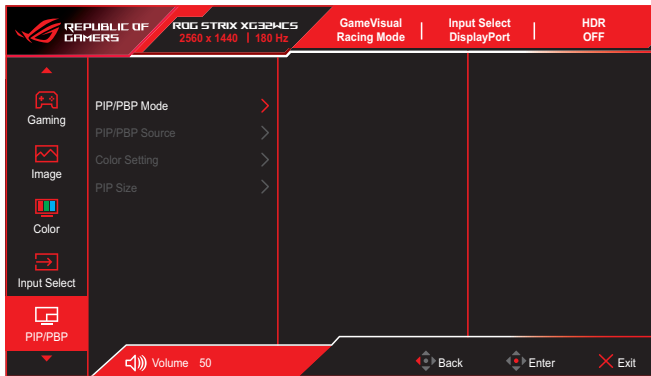 REPUBLIC OF
GAMERS
ROG STRIX XG32WCS
2560 x 1440 | 180 Hz
GameVisual
Racing Mode
Input Select
DisplayPort
HDR
OFF
Gaming
Image
Color
Input Select
PIP/PBP
PIP/PBP Mode
PIP/PBP Source
Color Setting
PIP Size
Volume 50
Back
Enter
Exit